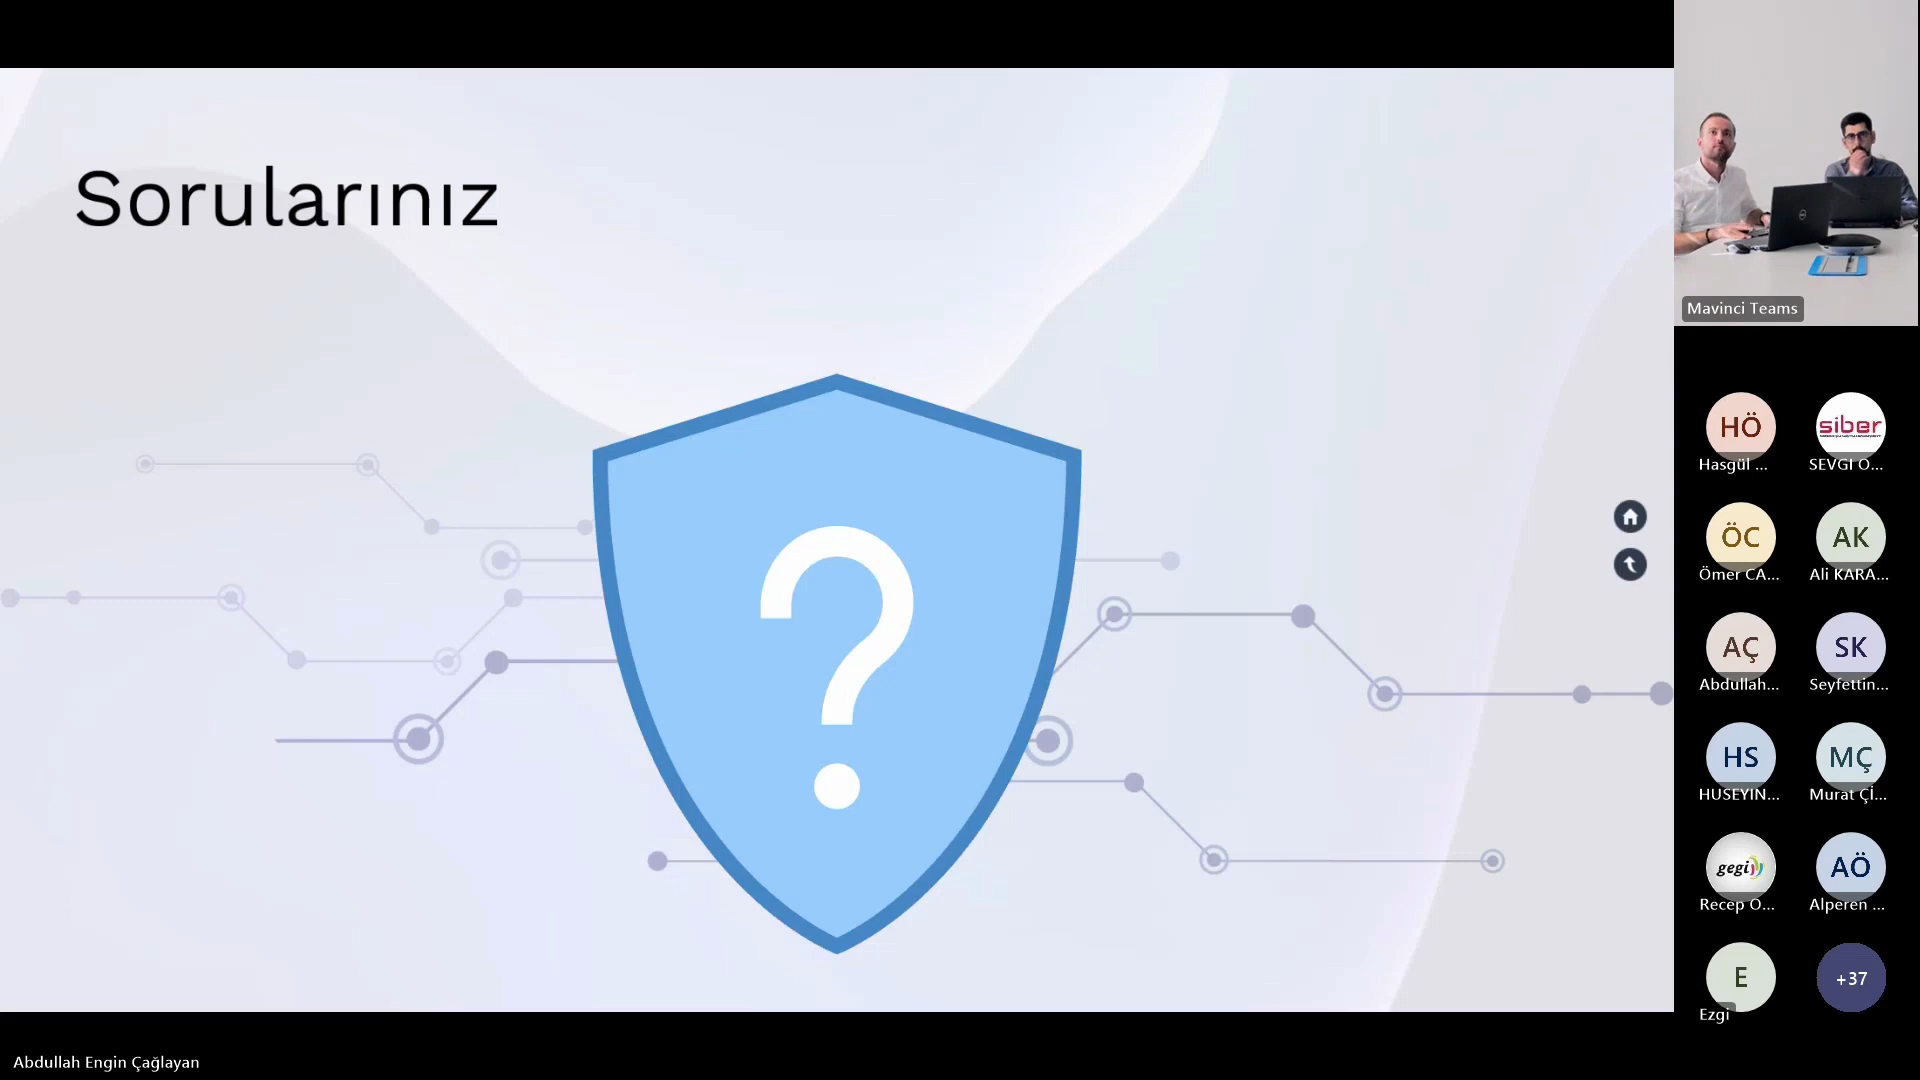 Sorularınız
?
Mavinci Teams
HÖ
Hasgül ...
siber
SEVGI O...
ÖC
Ömer CA...
AK
Ali KARA...
AÇ
Abdullah...
SK
Seyfettin...
HS
HUSEYIN...
MÇ
Murat Çİ...
gegi
Recep O...
AÖ
Alperen ...
E
Ezgi
+37
Abdullah Engin Çağlayan